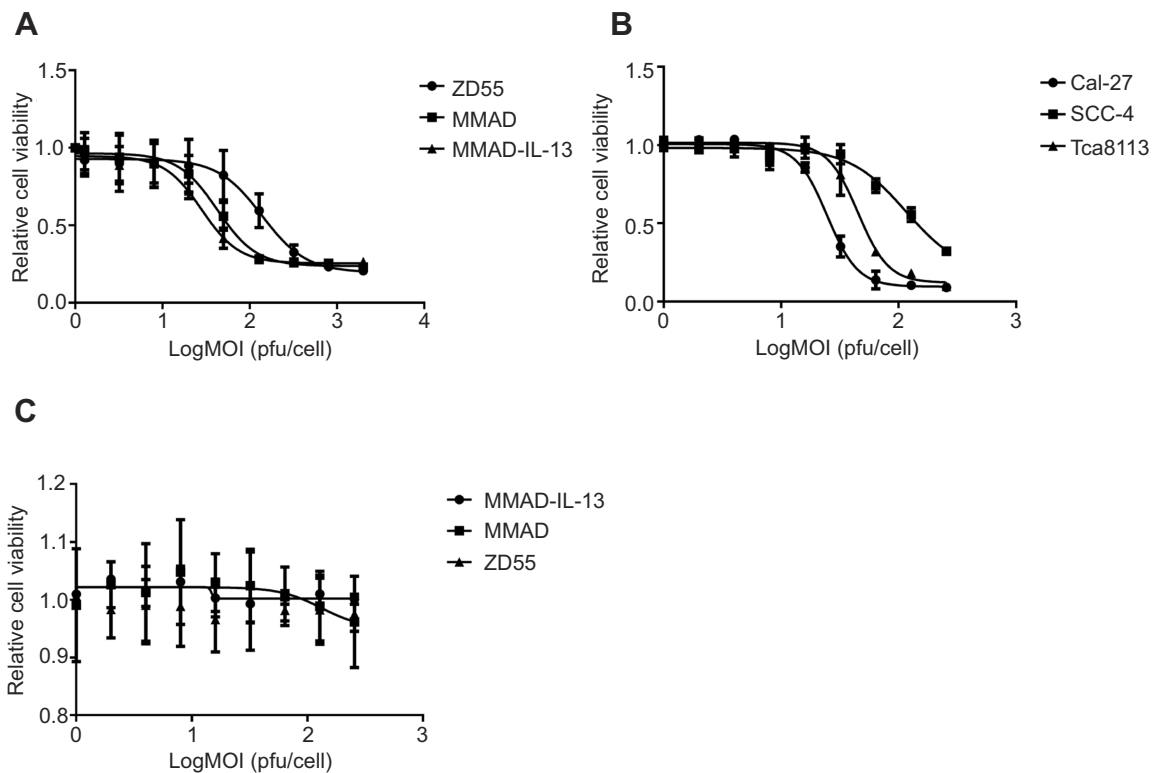 A
1.5
1.0
0.5
0.0
0 1 2 3 4
Relative cell viability
LogMOI (pfu/cell)
ZD55
MMAD
MMAD-IL-13
B
1.5
1.0
0.5
0.0
0 1 2 3
Relative cell viability
LogMOI (pfu/cell)
Cal-27
SCC-4
Tca8113
C
1.2
1.1
1.0
0.9
0.8
0 1 2 3
Relative cell viability
LogMOI (pfu/cell)
MMAD-IL-13
MMAD
ZD55